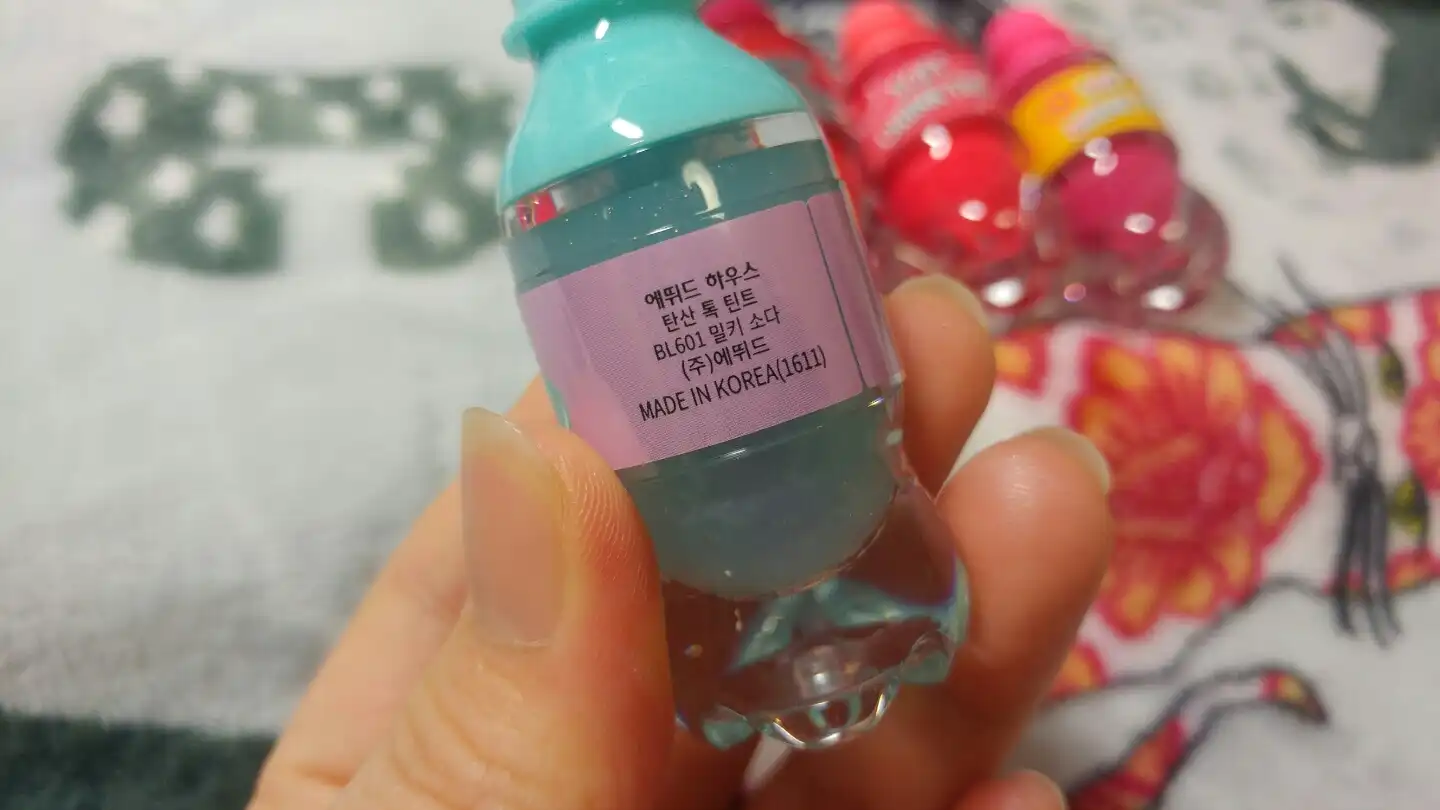 에뛰드 하우스
탄산 톡 틴트
BL601 밀키 소다
(주)에뛰드
MADE IN KOREA(1611)